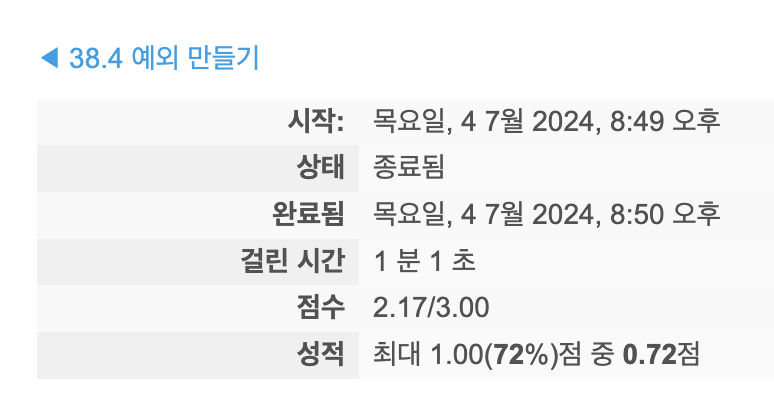 ◀ 38.4 예외 만들기
시작: 목요일, 4 7월 2024, 8:49 오후
상태 종료됨
완료됨 목요일, 4 7월 2024, 8:50 오후
걸린 시간 1 분 1 초
점수 2.17/3.00
성적 최대 1.00(72%)점 중 0.72점